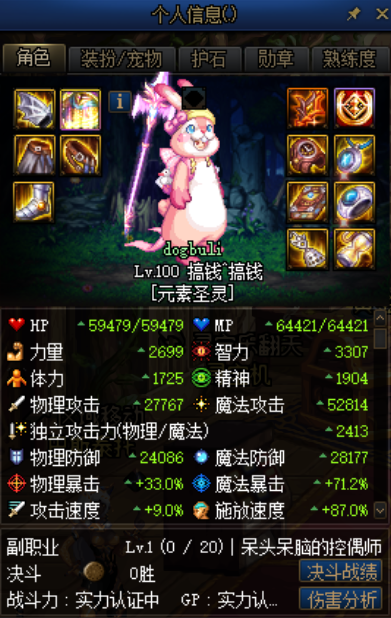 个人信息()
角色 装扮/宠物 护石 勋章 熟练度
i
dogbuli
Lv.100 搞钱^搞钱
[元素圣灵]
HP 59479/59479 MP 64421/64421
力量 2699 智力 3307
体力 1725 精神 1904
物理攻击 27767 魔法攻击 52814
独立攻击力(物理/魔法) 2413
物理防御 24086 魔法防御 28177
物理暴击 +33.0% 魔法暴击 +71.2%
攻击速度 +9.0% 施放速度 +87.0%
副职业 Lv.1 (0 / 20) | 呆头呆脑的控偶师
决斗 0胜 决斗战绩
战斗力：实力认证中 GP：实力认... 伤害分析